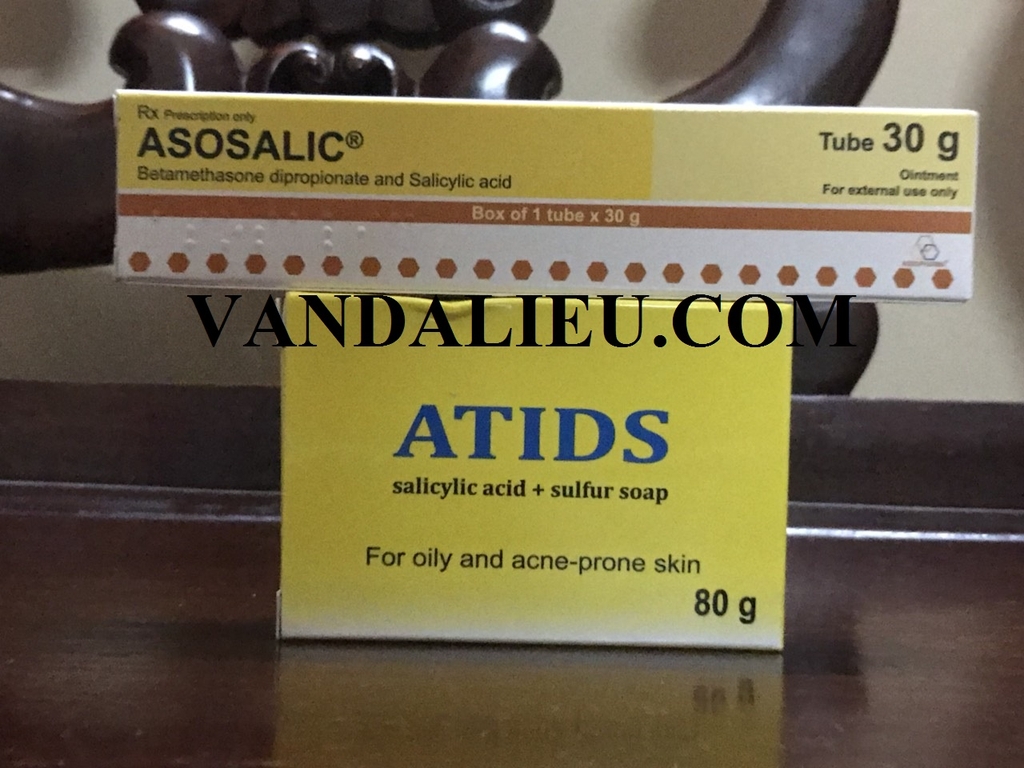 Rx Prescription only
ASOSALIC®
Betamethasone dipropionate and Salicylic acid
Tube 30 g
Ointment
For external use only
Box of 1 tube x 30 g
VANDALIEU.COM
ATIDS
salicylic acid + sulfur soap
For oily and acne-prone skin
80 g